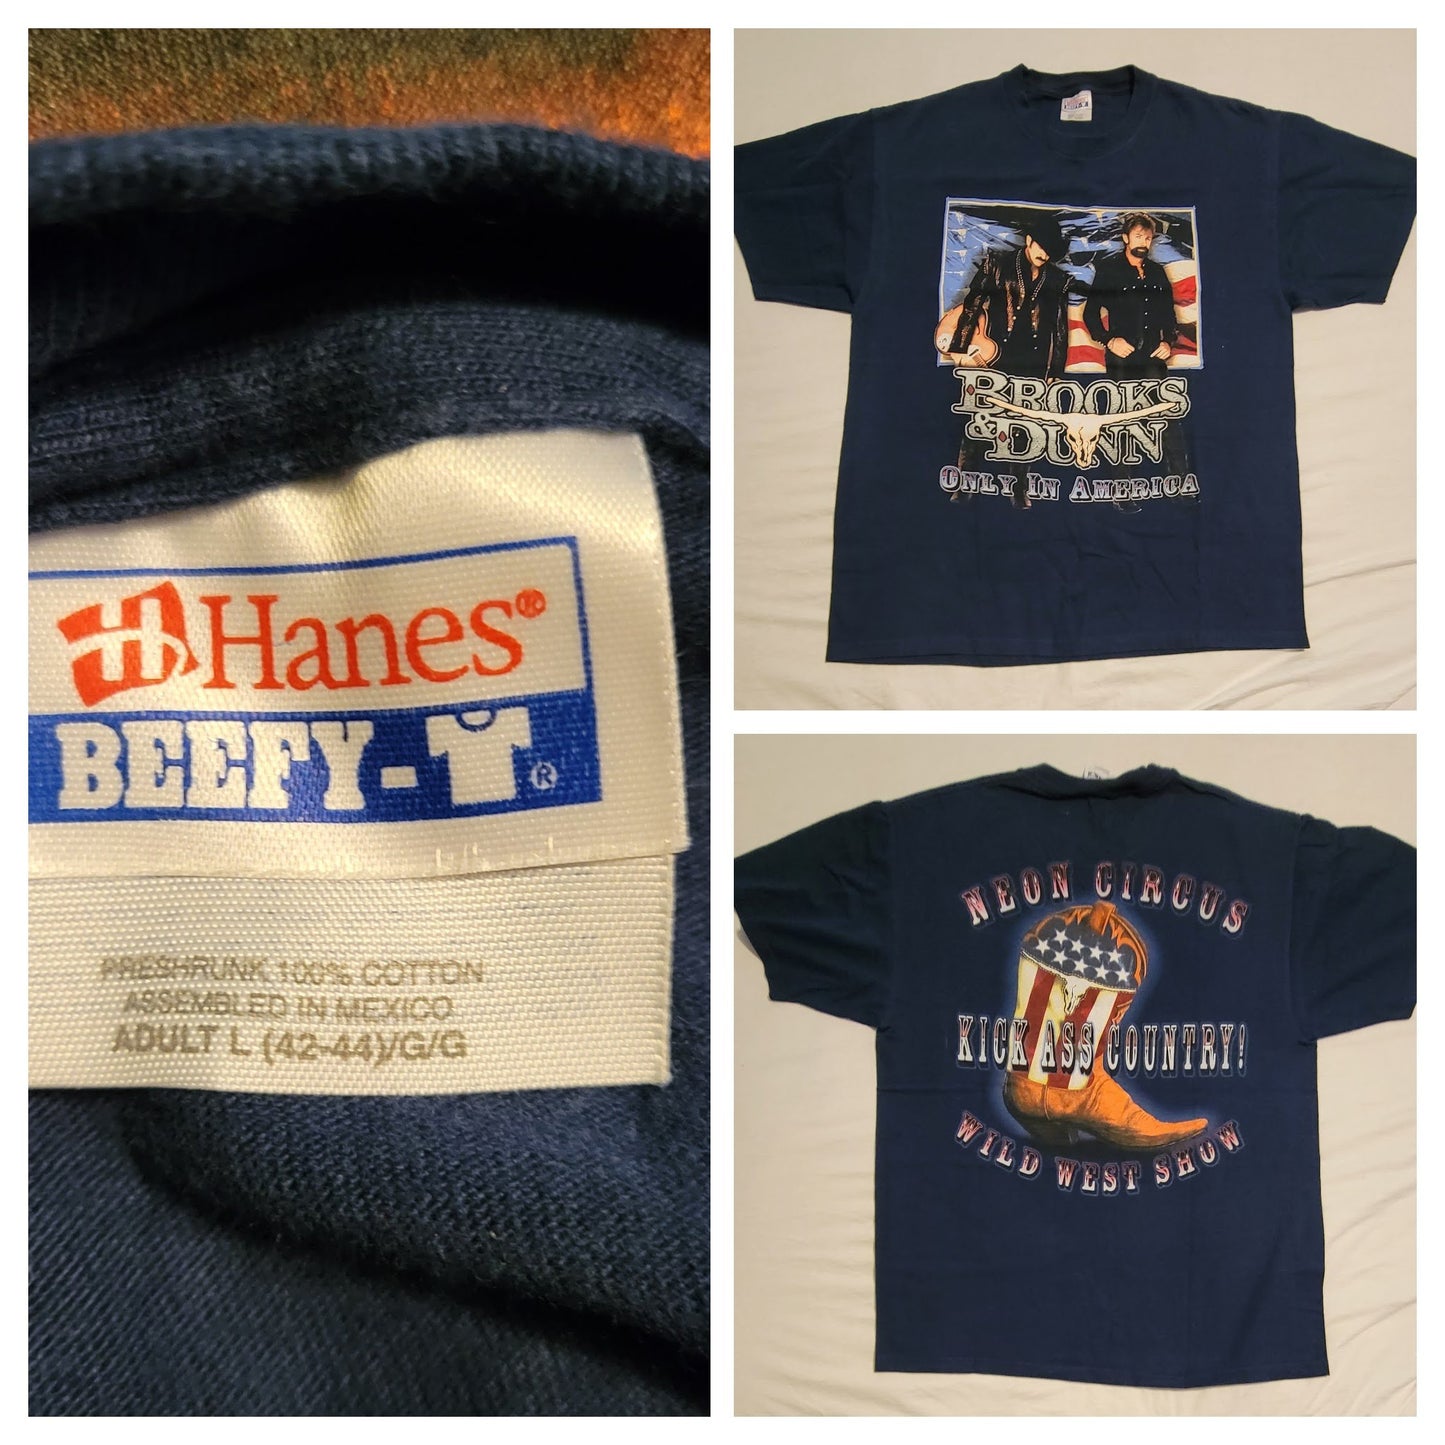 Hanes®
BEEFY-T®
PRESHRUNK 100% COTTON
ASSEMBLED IN MEXICO
ADULT L (42-44)/G/G
BROOKS
& DUNN
ONLY IN AMERICA
NEON CIRCUS
KICK ASS COUNTRY!
WILD WEST SHOW